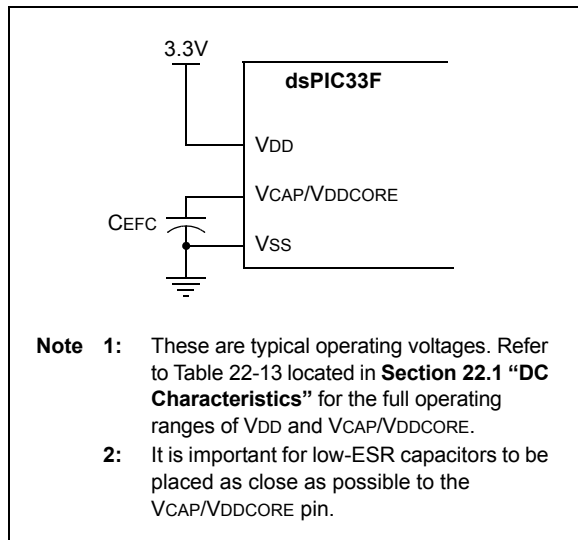 3.3V
dsPIC33F
VDD
VCAP/VDDCORE
CEFC
VSS
Note 1: These are typical operating voltages. Refer
to Table 22-13 located in Section 22.1 “DC
Characteristics” for the full operating
ranges of VDD and VCAP/VDDCORE.
2: It is important for low-ESR capacitors to be
placed as close as possible to the
VCAP/VDDCORE pin.